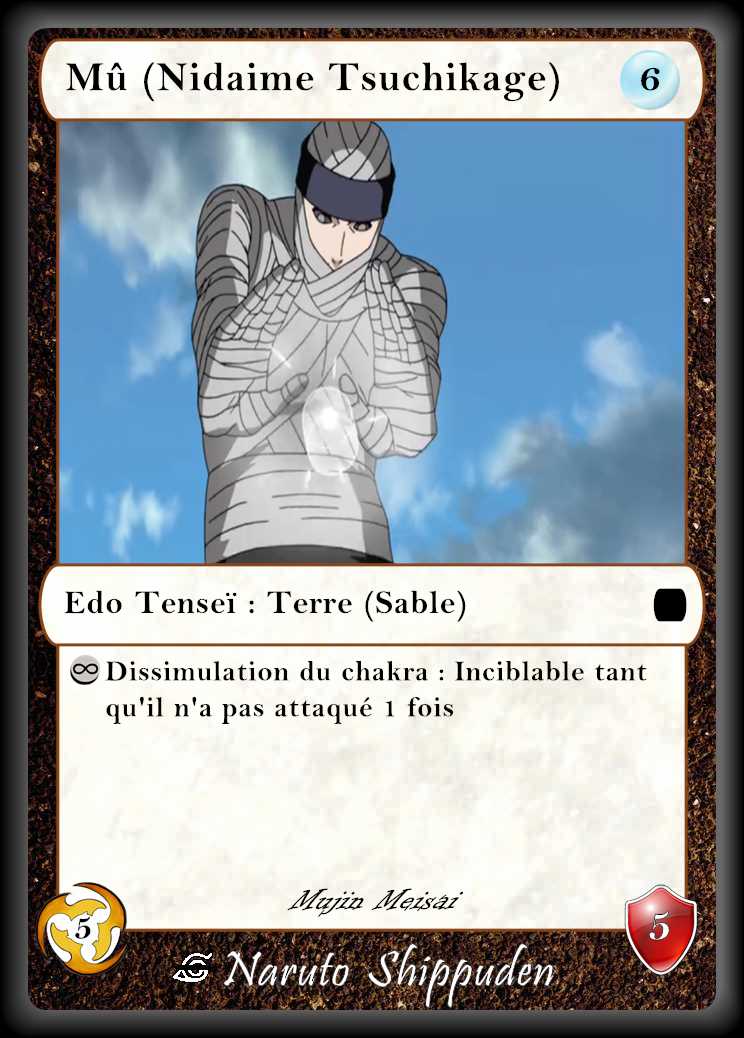 Mû (Nidaime Tsuchikage) 6
Edo Tenseï : Terre (Sable)
Dissimulation du chakra : Inciblable tant
qu'il n'a pas attaqué 1 fois
Mujin Meisai
5 5
Naruto Shippuden